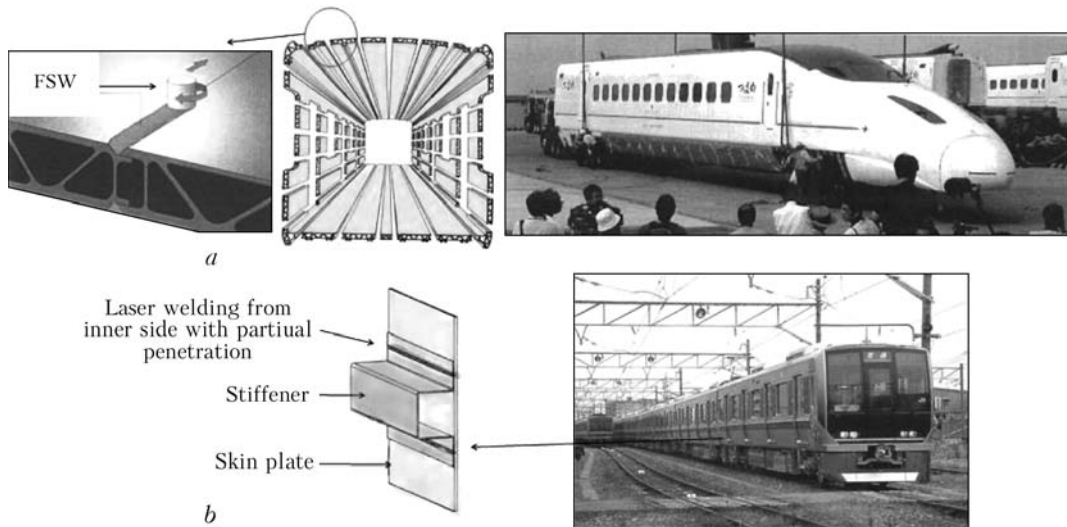 FSW
a
Laser welding from
inner side with partiual
penetration
Stiffener
Skin plate
b